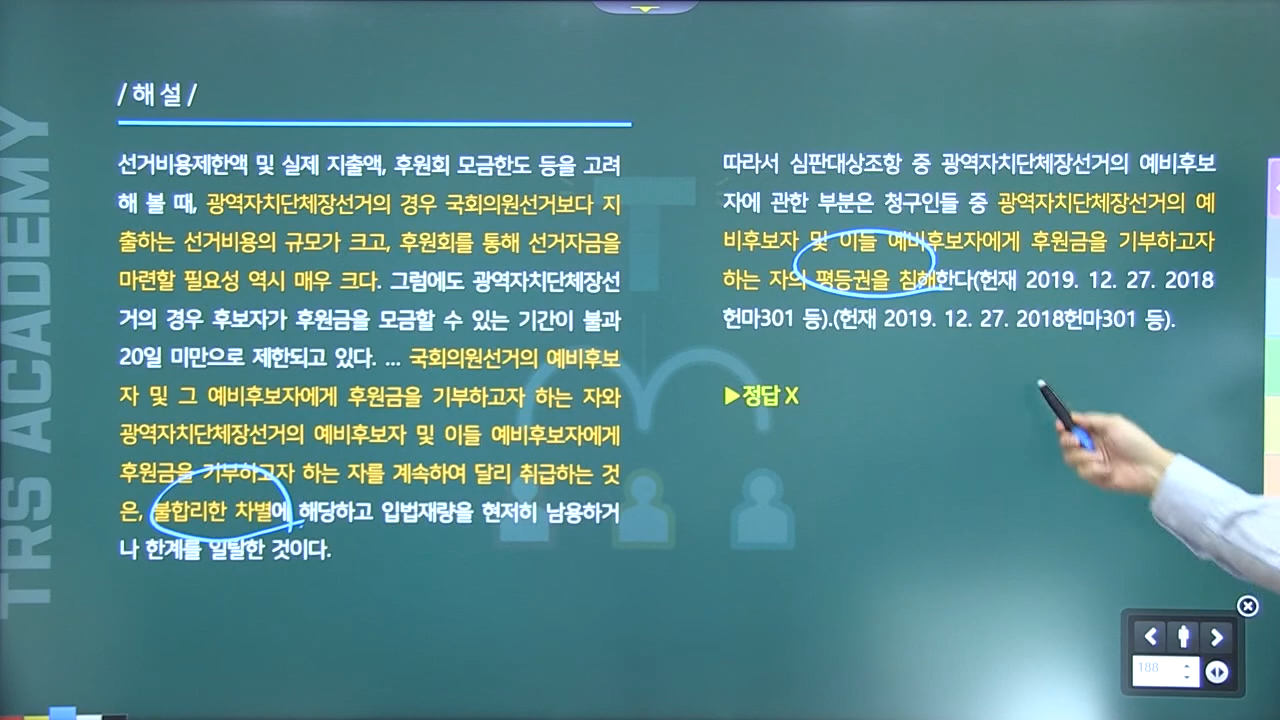 / 해 설 /
선거비용제한액 및 실제 지출액, 후원회 모금한도 등을 고려
해 볼 때, 광역자치단체장선거의 경우 국회의원선거보다 지
출하는 선거비용의 규모가 크고, 후원회를 통해 선거자금을
마련할 필요성 역시 매우 크다. 그럼에도 광역자치단체장선
거의 경우 후보자가 후원금을 모금할 수 있는 기간이 불과
20일 미만으로 제한되고 있다. ... 국회의원선거의 예비후보
자 및 그 예비후보자에게 후원금을 기부하고자 하는 자와
광역자치단체장선거의 예비후보자 및 이들 예비후보자에게
후원금을 기부하고자 하는 자를 계속하여 달리 취급하는 것
은, 불합리한 차별에 해당하고 입법재량을 현저히 남용하거
나 한계를 일탈한 것이다.
따라서 심판대상조항 중 광역자치단체장선거의 예비후보
자에 관한 부분은 청구인들 중 광역자치단체장선거의 예
비후보자 및 이들 예비후보자에게 후원금을 기부하고자
하는 자의 평등권을 침해한다(헌재 2019. 12. 27. 2018
헌마301 등).(헌재 2019. 12. 27. 2018헌마301 등).
▶정답 X
TRS ACADEMY
188